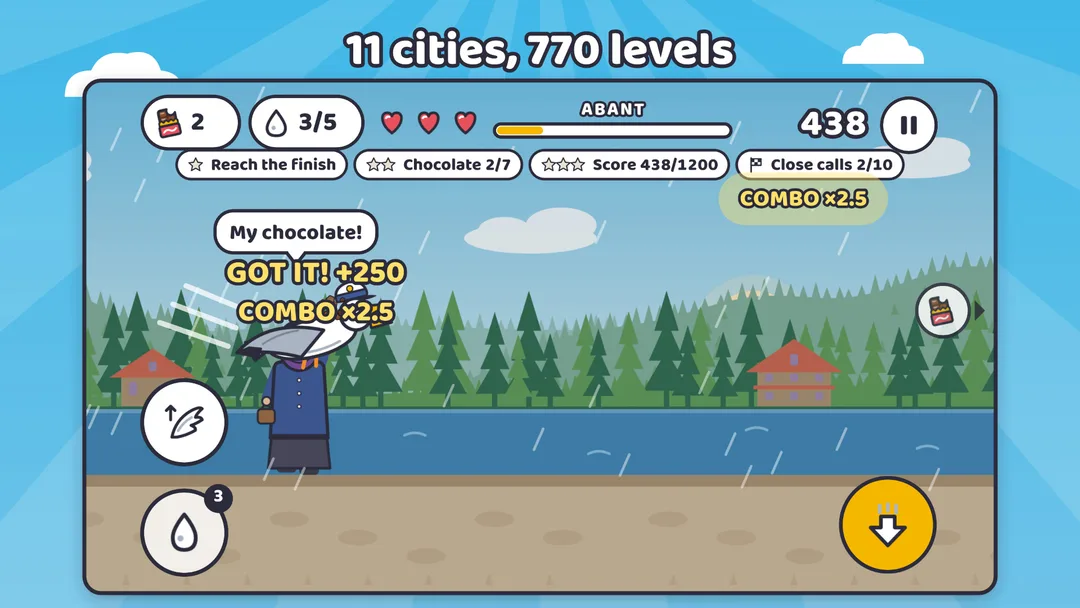 11 cities, 770 levels
2
3/5
ABANT
438
Reach the finish
Chocolate 2/7
Score 438/1200
Close calls 2/10
COMBO ×2.5
My chocolate!
GOT IT! +250
COMBO ×2.5
3